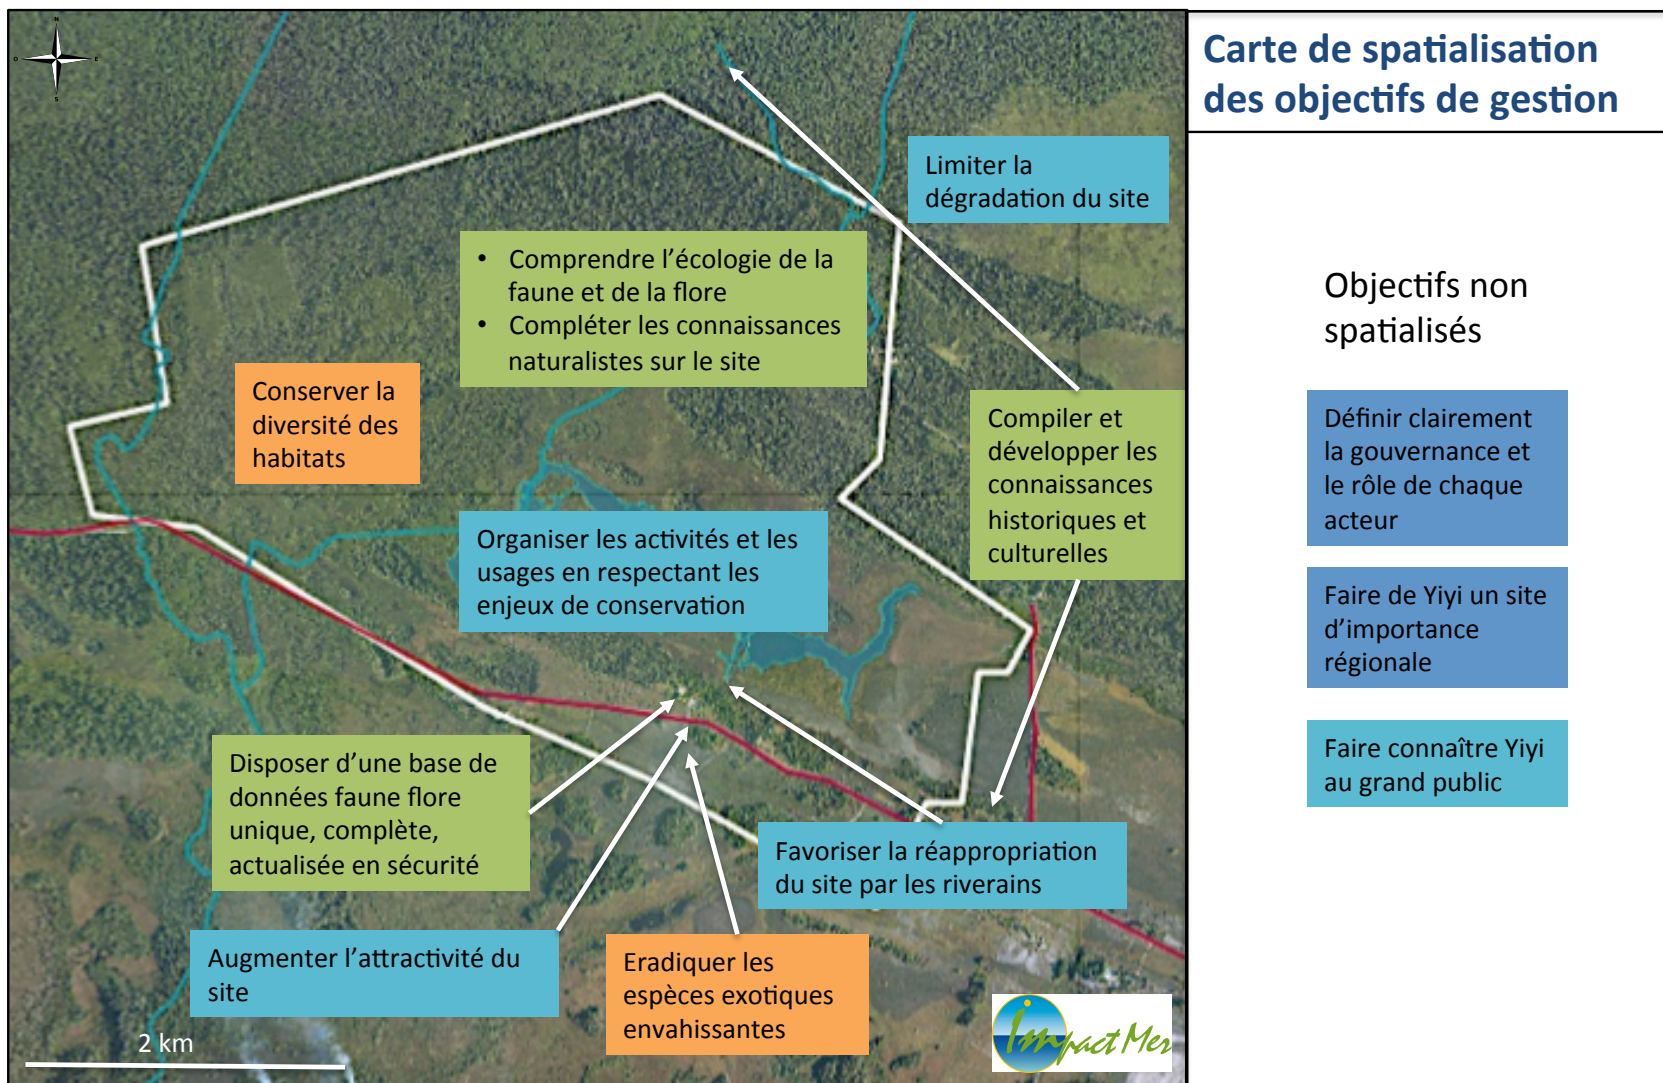 Carte de spatialisation
des objectifs de gestion
N
O
E
S
Limiter la
dégradation du site
• Comprendre l’écologie de la
faune et de la flore
• Compléter les connaissances
naturalistes sur le site
Conserver la
diversité des
habitats
Compiler et
développer les
connaissances
historiques et
culturelles
Organiser les activités et les
usages en respectant les
enjeux de conservation
Disposer d’une base de
données faune flore
unique, complète,
actualisée en sécurité
Favoriser la réappropriation
du site par les riverains
Augmenter l’attractivité du
site
Eradiquer les
espèces exotiques
envahissantes
2 km
Impact Mer
Objectifs non
spatialisés
Définir clairement
la gouvernance et
le rôle de chaque
acteur
Faire de Yiyi un site
d’importance
régionale
Faire connaître Yiyi
au grand public